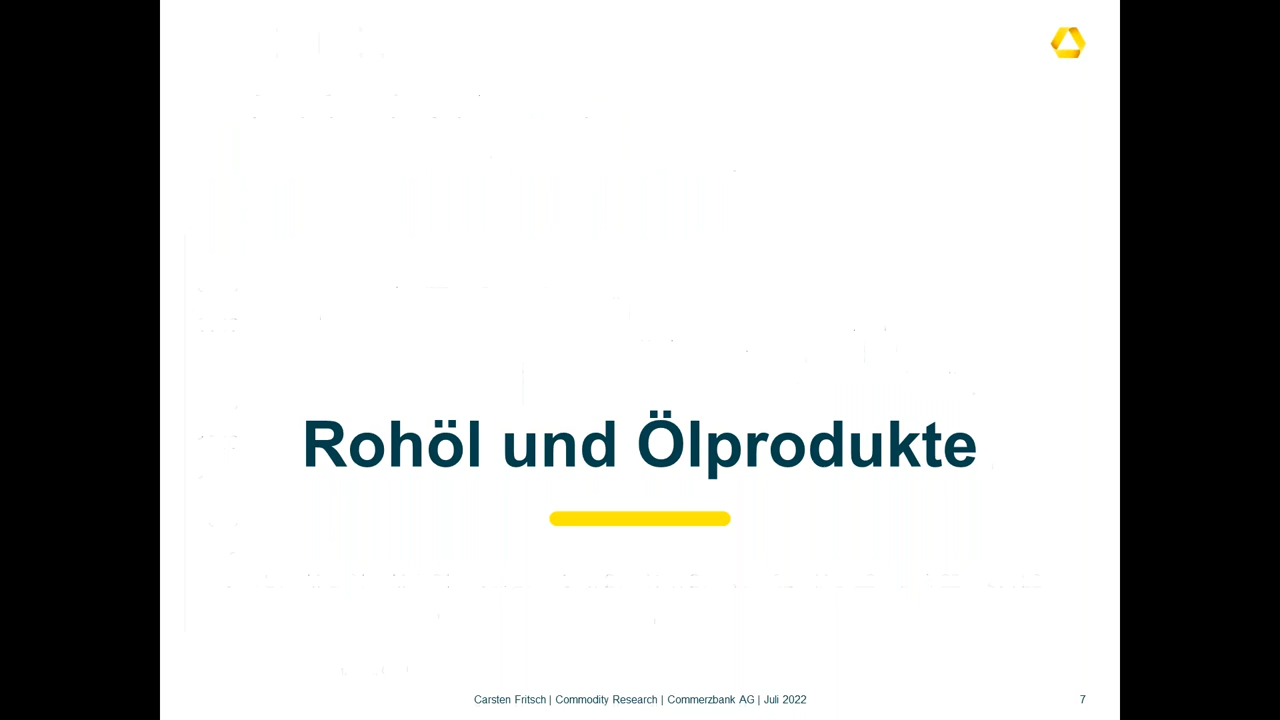 Rohöl und Ölprodukte
Carsten Fritsch | Commodity Research | Commerzbank AG | Juli 2022
7